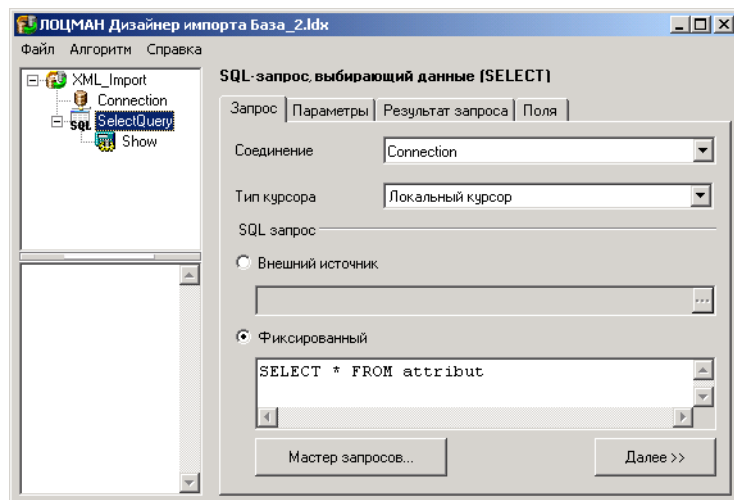 ЛОЦМАН Дизайнер импорта База_2.ldx
Файл Алгоритм Справка
XML_Import
Connection
SQL SelectQuery
Show
SQL-запрос, выбирающий данные (SELECT)
Запрос Параметры Результат запроса Поля
Соединение Connection
Тип курсора Локальный курсор
SQL запрос
Внешний источник
...
Фиксированный
SELECT * FROM attribut
Мастер запросов... Далее >>